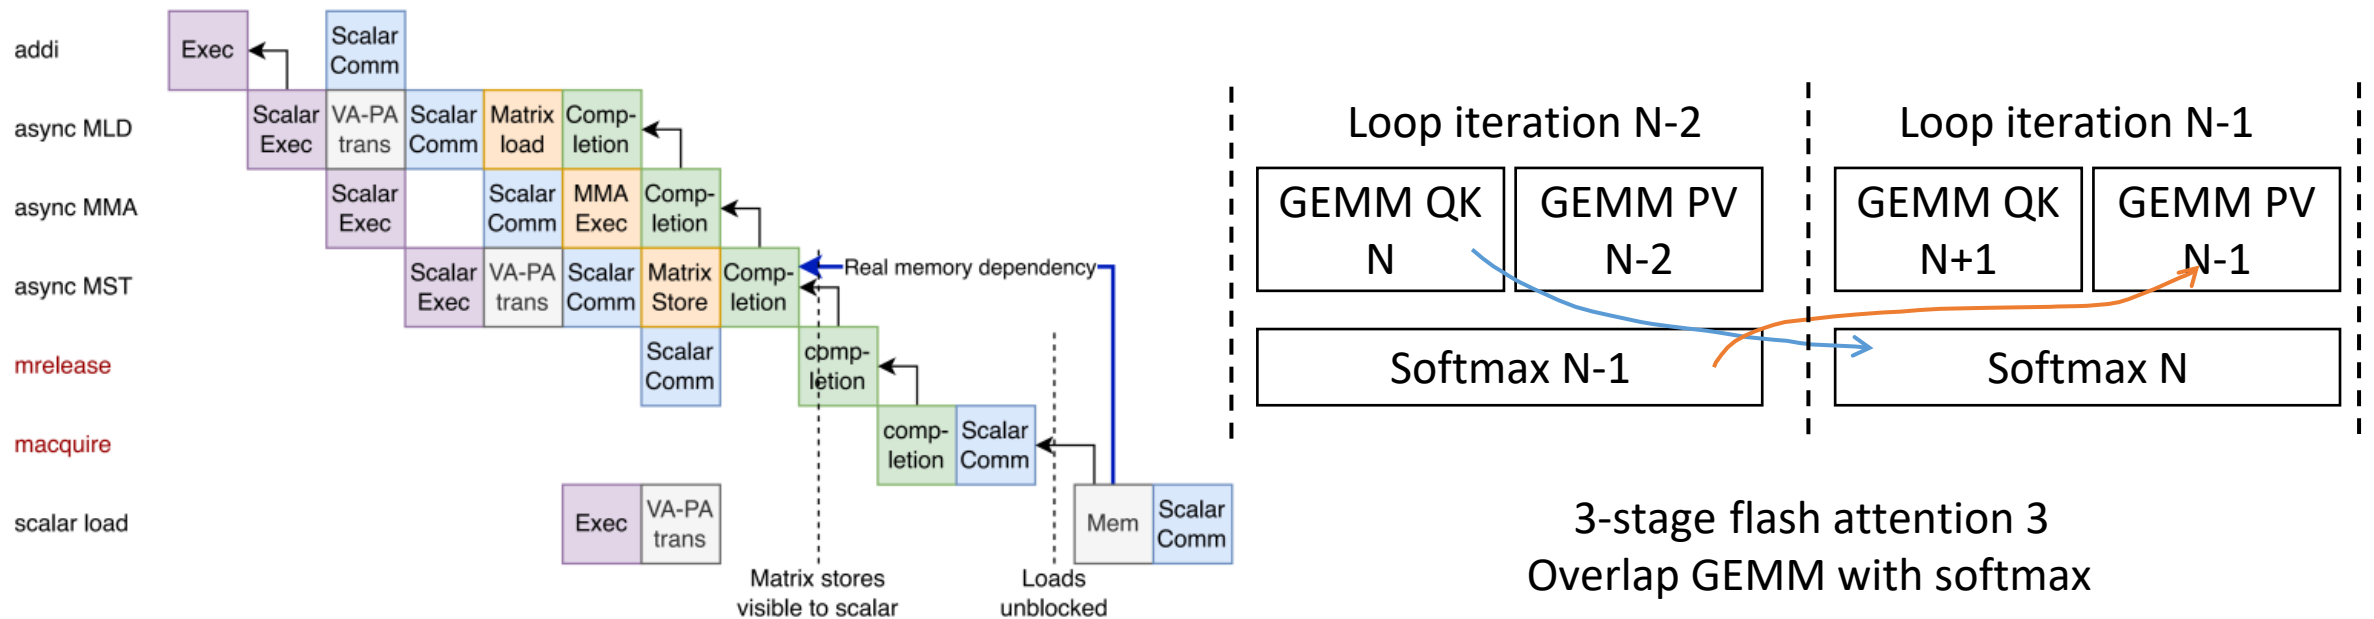 addi
Exec
Scalar
Comm
async MLD
Scalar
Exec
VA-PA
trans
Scalar
Comm
Matrix
load
Comp-
letion
async MMA
Scalar
Exec
Scalar
Comm
MMA
Exec
Comp-
letion
async MST
Scalar
Exec
VA-PA
trans
Scalar
Comm
Matrix
Store
Comp-
letion
Real memory dependency
mrelease
Scalar
Comm
comp-
letion
macquire
comp-
letion
Scalar
Comm
scalar load
Exec
VA-PA
trans
Mem
Scalar
Comm
Matrix stores
visible to scalar
Loads
unblocked
Loop iteration N-2
Loop iteration N-1
GEMM QK
N
GEMM PV
N-2
GEMM QK
N+1
GEMM PV
N-1
Softmax N-1
Softmax N
3-stage flash attention 3
Overlap GEMM with softmax